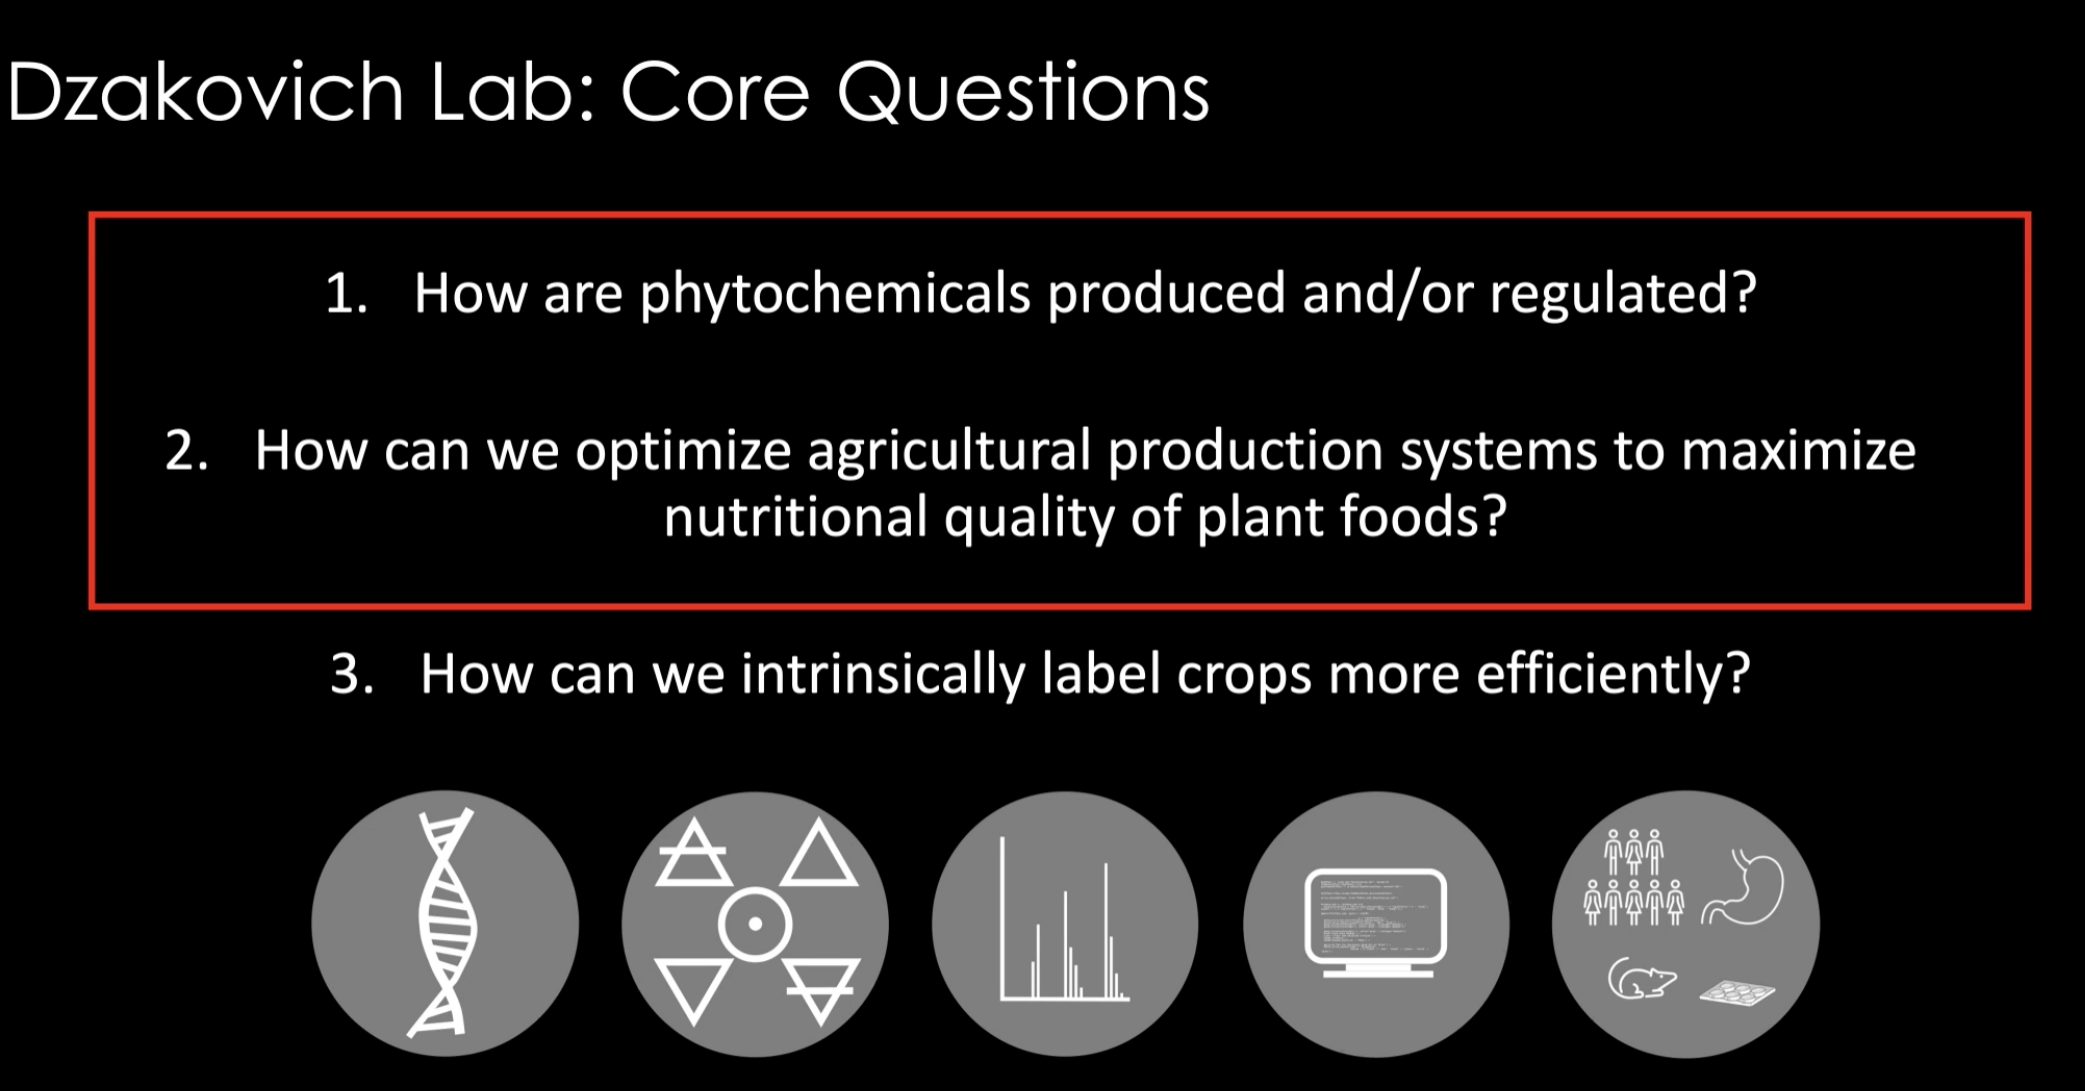 Dzakovich Lab: Core Questions
1. How are phytochemicals produced and/or regulated?
2. How can we optimize agricultural production systems to maximize
nutritional quality of plant foods?
3. How can we intrinsically label crops more efficiently?